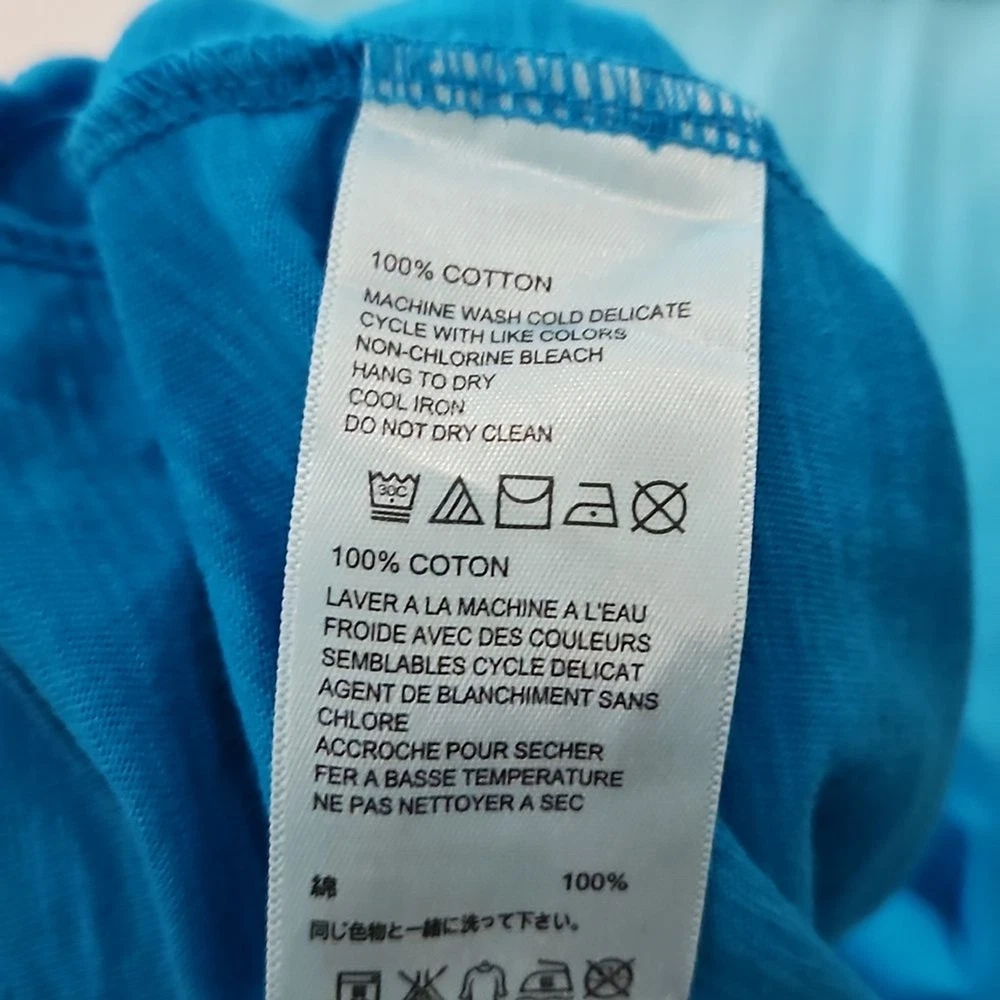 100% COTTON
MACHINE WASH COLD DELICATE
CYCLE WITH LIKE COLORS
NON-CHLORINE BLEACH
HANG TO DRY
COOL IRON
DO NOT DRY CLEAN
30C
100% COTON
LAVER A LA MACHINE A L'EAU
FROIDE AVEC DES COULEURS
SEMBLABLES CYCLE DELICAT
AGENT DE BLANCHIMENT SANS
CHLORE
ACCROCHE POUR SECHER
FER A BASSE TEMPERATURE
NE PAS NETTOYER A SEC
綿 100%
同じ色物と一緒に洗って下さい。